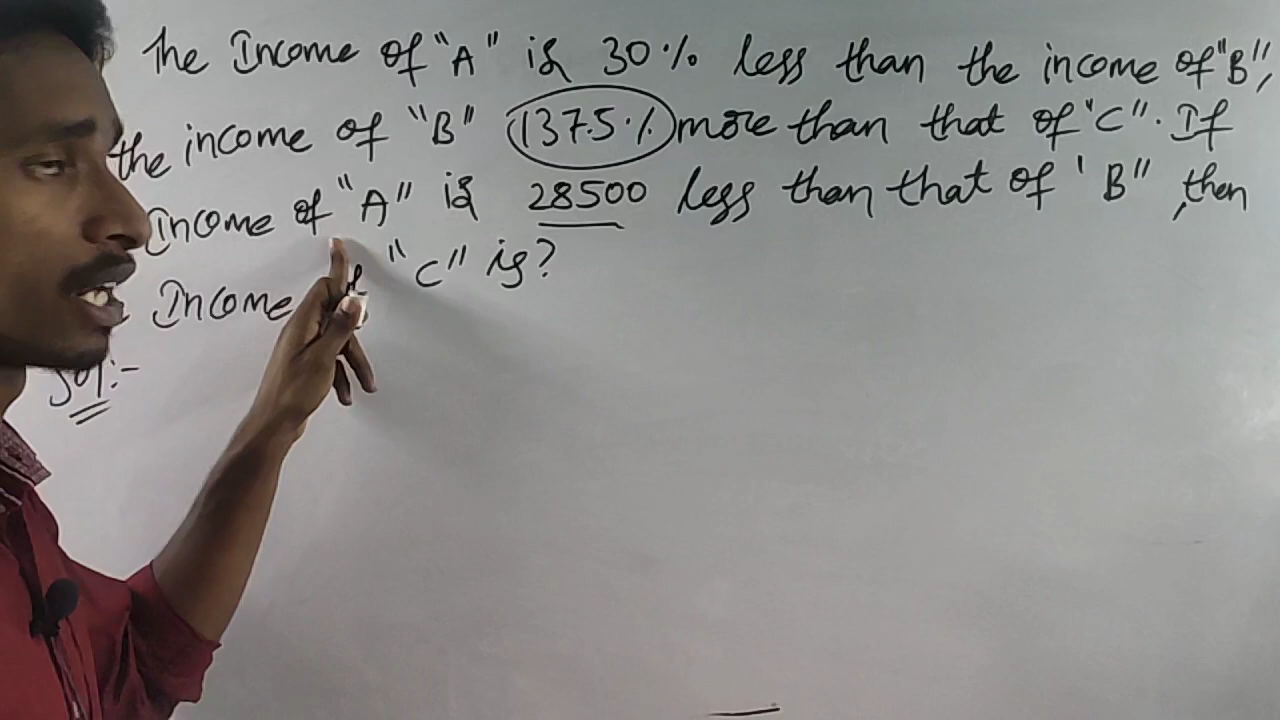 The Income of "A" is 30% less than the income of "B",
the income of "B" 137.5% more than that of "C". If
Income of "A" is 28500 less than that of 'B", then
Income "C" is?
Sol:-